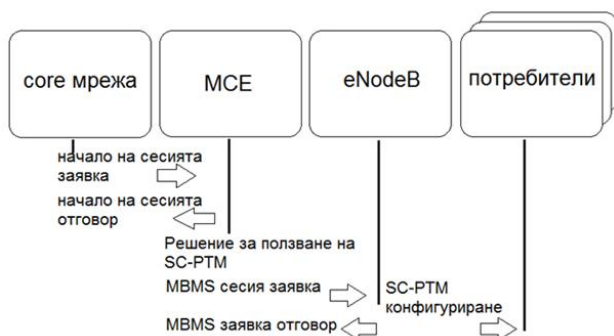 core мрежа
MCE
eNodeB
потребители
начало на сесията
заявка
начало на сесията
отговор
Решение за ползване на
SC-PTM
MBMS сесия заявка
SC-PTM
конфигуриране
MBMS заявка отговор